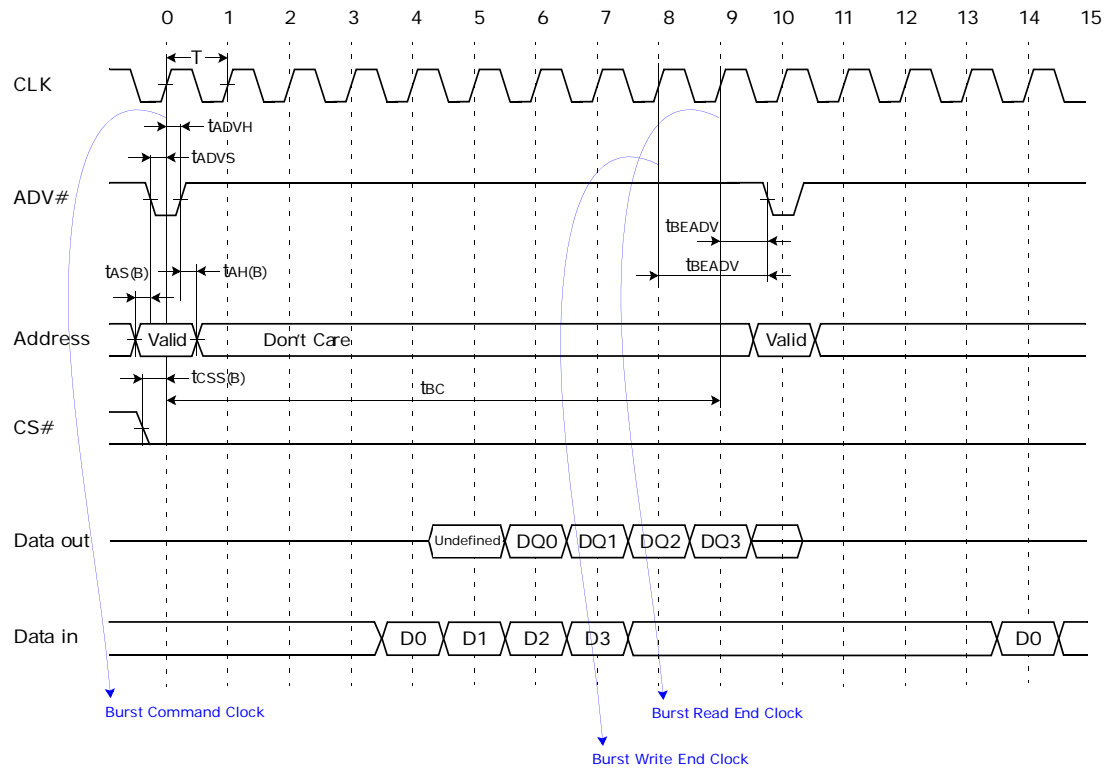 0 1 2 3 4 5 6 7 8 9 10 11 12 13 14 15
T
CLK
tADVH
tADVS
ADV#
tBEADV
tAS(B) tAH(B) tBEADV
Address Valid Don't Care Valid
tCSS(B)
tBC
CS#
Data out Undefined DQ0 DQ1 DQ2 DQ3
Data in D0 D1 D2 D3 D0
Burst Command Clock Burst Read End Clock
Burst Write End Clock